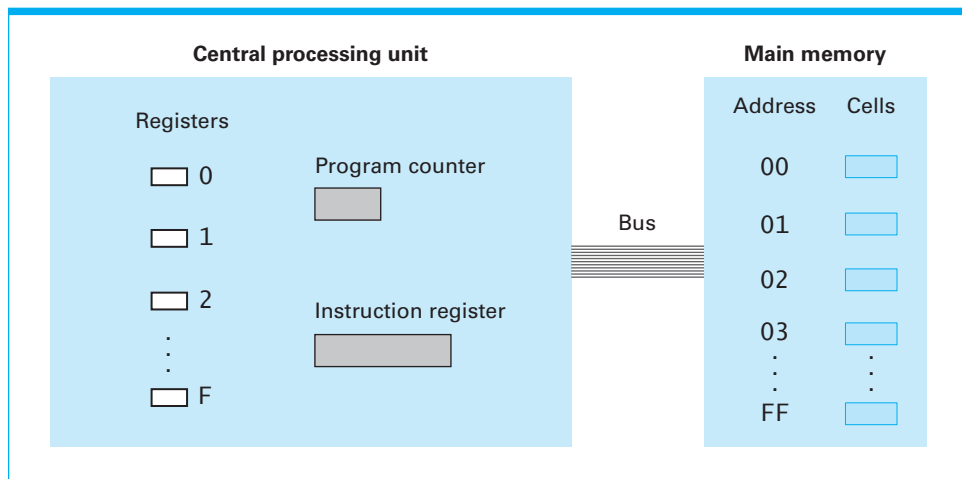 Central processing unit
Registers
0
1
2
F
Program counter
Instruction register
Bus
Main memory
Address Cells
00
01
02
03
FF